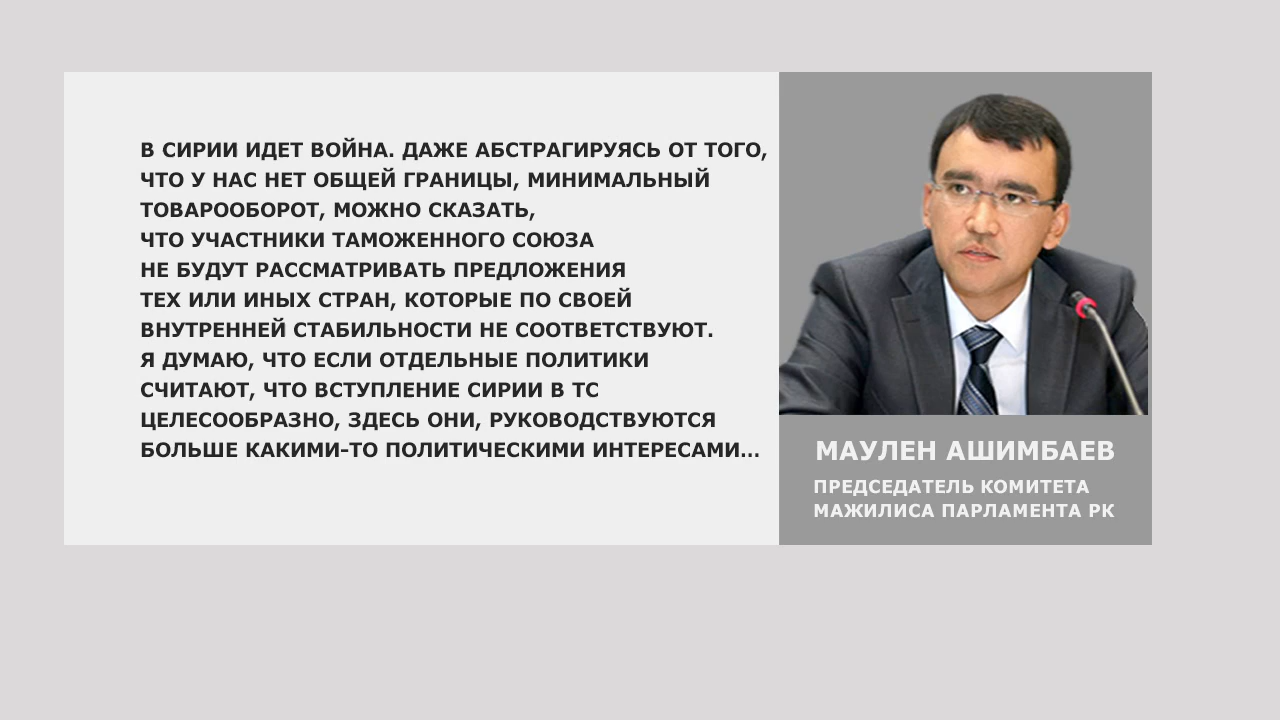 В СИРИИ ИДЕТ ВОЙНА. ДАЖЕ АБСТРАГИРУЯСЬ ОТ ТОГО,
ЧТО У НАС НЕТ ОБЩЕЙ ГРАНИЦЫ, МИНИМАЛЬНЫЙ
ТОВАРООБОРОТ, МОЖНО СКАЗАТЬ,
ЧТО УЧАСТНИКИ ТАМОЖЕННОГО СОЮЗА
НЕ БУДУТ РАССМАТРИВАТЬ ПРЕДЛОЖЕНИЯ
ТЕХ ИЛИ ИНЫХ СТРАН, КОТОРЫЕ ПО СВОЕЙ
ВНУТРЕННЕЙ СТАБИЛЬНОСТИ НЕ СООТВЕТСТВУЮТ.
Я ДУМАЮ, ЧТО ЕСЛИ ОТДЕЛЬНЫЕ ПОЛИТИКИ
СЧИТАЮТ, ЧТО ВСТУПЛЕНИЕ СИРИИ В ТС
ЦЕЛЕСООБРАЗНО, ЗДЕСЬ ОНИ, РУКОВОДСТВУЮТСЯ
БОЛЬШЕ КАКИМИ-ТО ПОЛИТИЧЕСКИМИ ИНТЕРЕСАМИ...
МАУЛЕН АШИМБАЕВ
ПРЕДСЕДАТЕЛЬ КОМИТЕТА
МАЖИЛИСА ПАРЛАМЕНТА РК